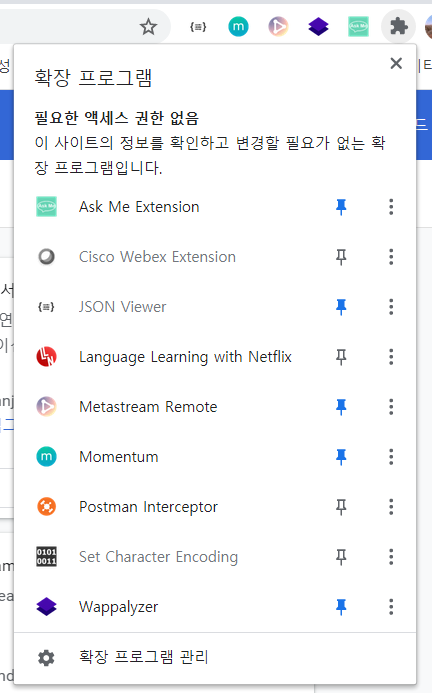 {≡}
m
Ask Me
확장 프로그램
필요한 액세스 권한 없음
이 사이트의 정보를 확인하고 변경할 필요가 없는 확
장 프로그램입니다.
Ask Me Extension
Cisco Webex Extension
{≡} JSON Viewer
LLN Language Learning with Netflix
Metastream Remote
m Momentum
Postman Interceptor
0101
0011 Set Character Encoding
Wappalyzer
확장 프로그램 관리